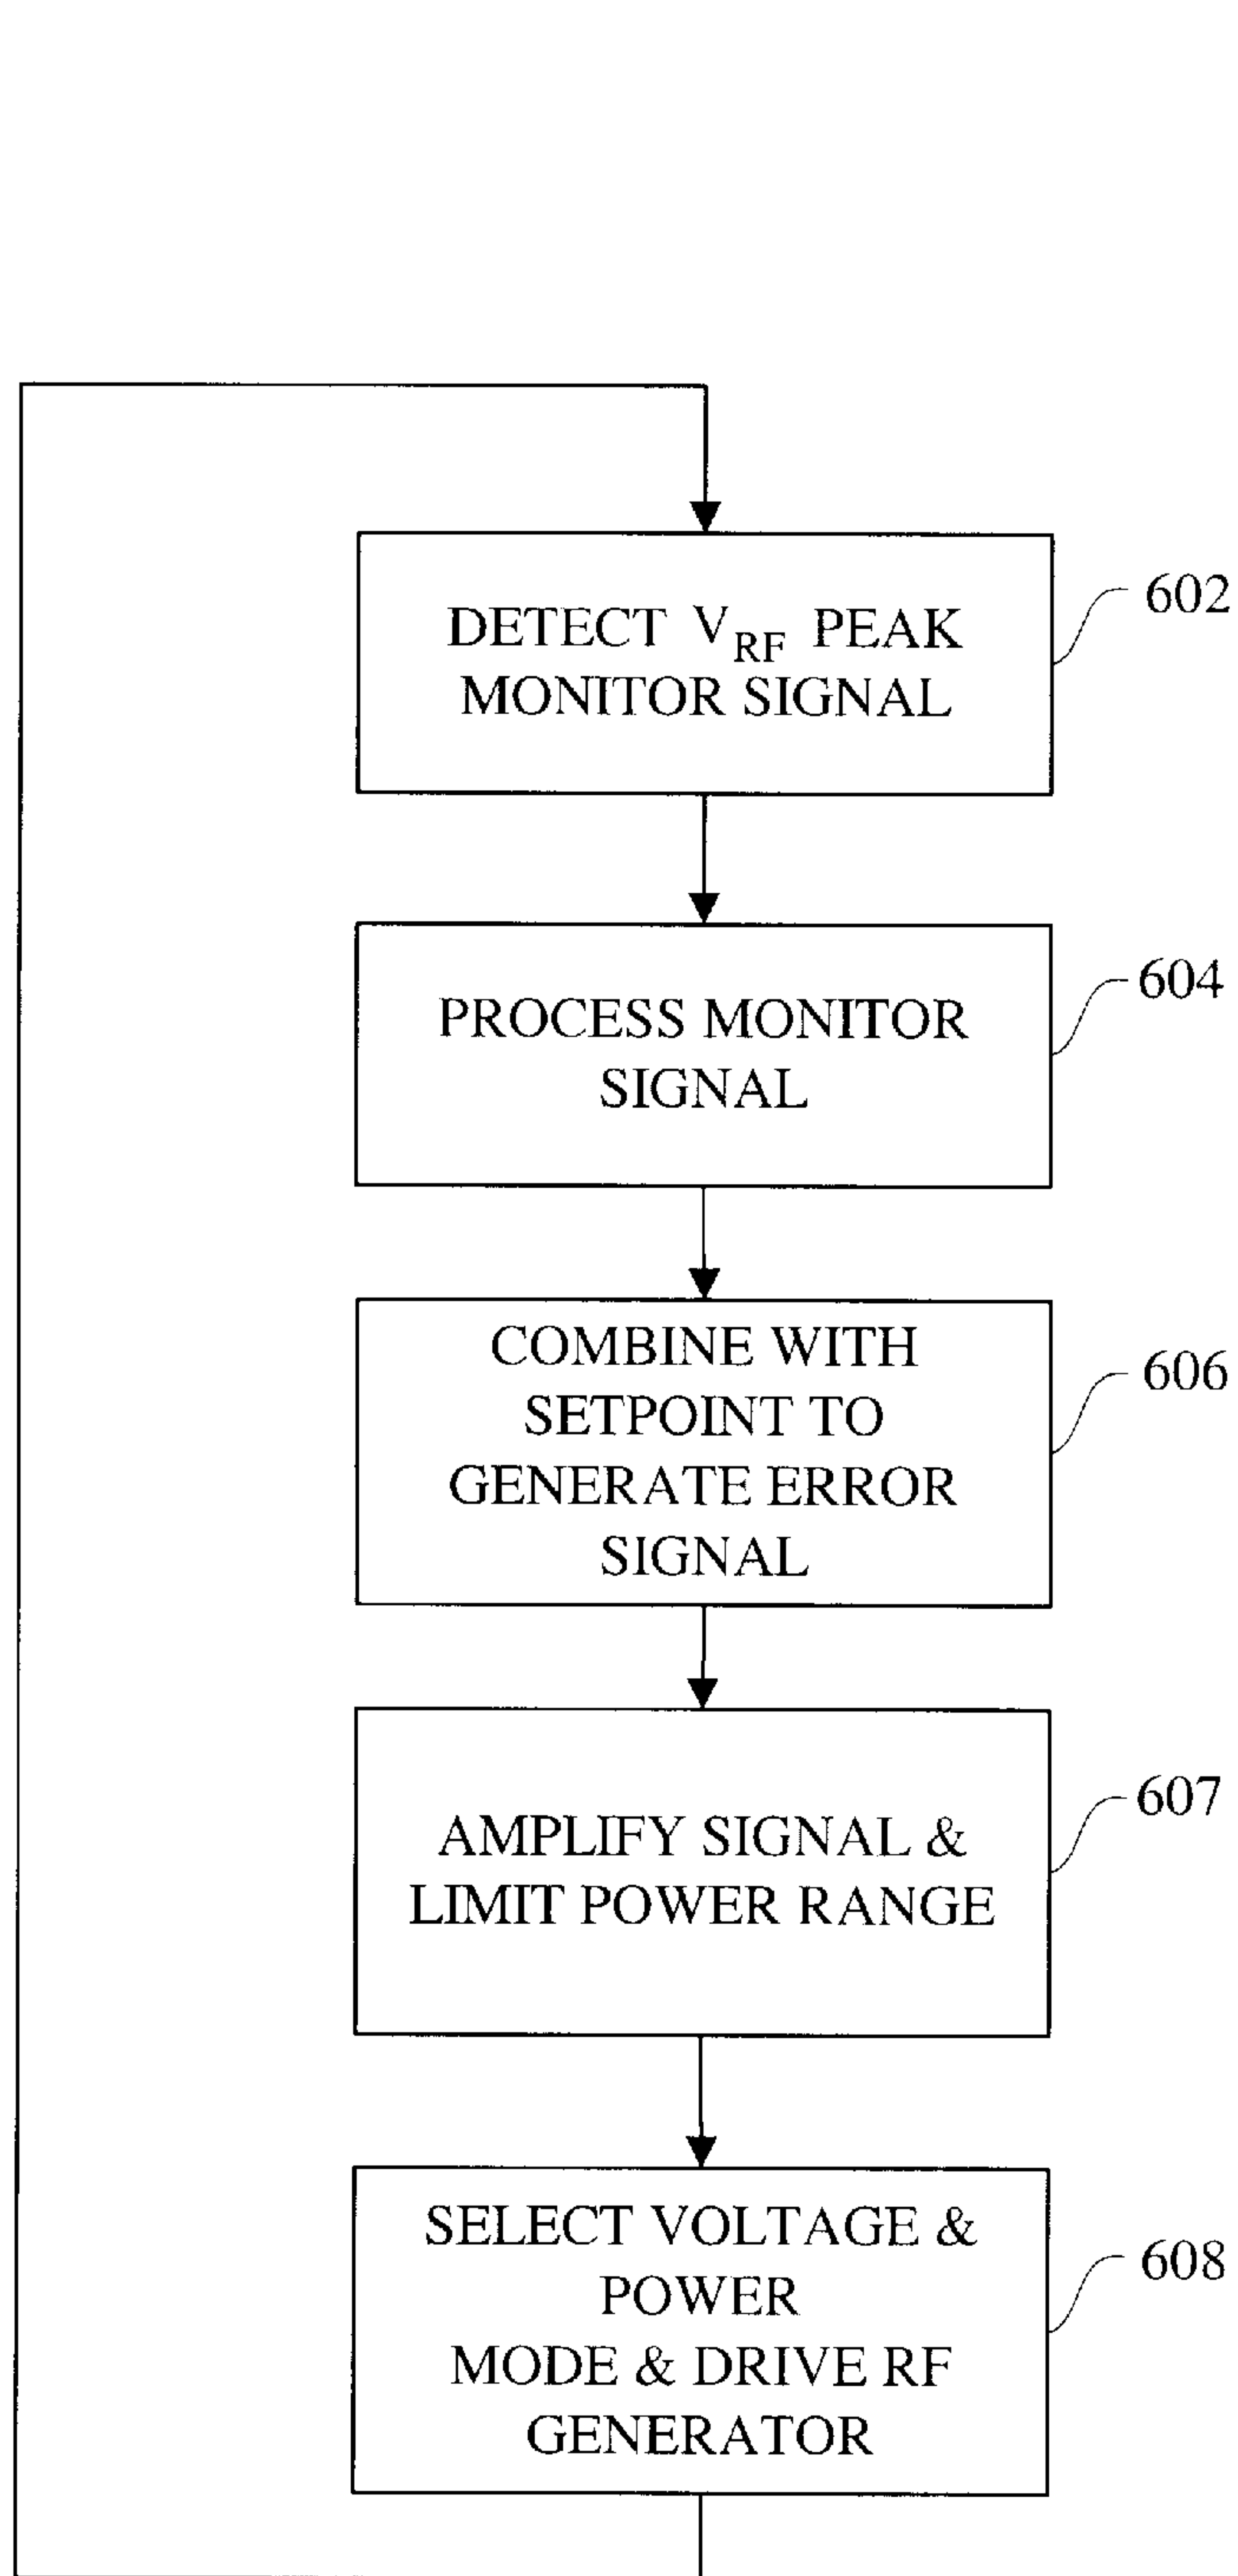 DETECT V_RF PEAK
MONITOR SIGNAL
602
PROCESS MONITOR
SIGNAL
604
COMBINE WITH
SETPOINT TO
GENERATE ERROR
SIGNAL
606
AMPLIFY SIGNAL &
LIMIT POWER RANGE
607
SELECT VOLTAGE &
POWER
MODE & DRIVE RF
GENERATOR
608